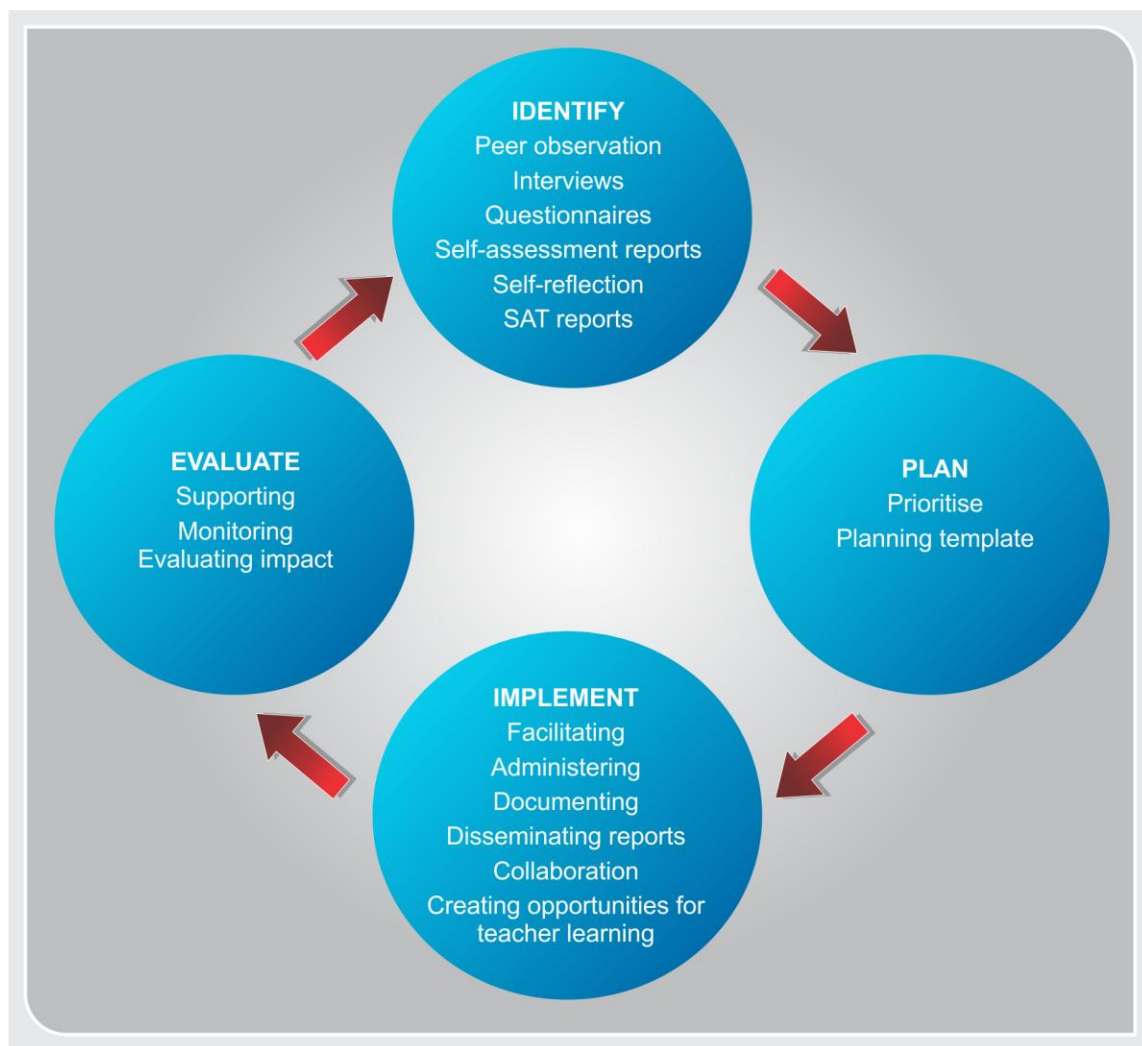 IDENTIFY
Peer observation
Interviews
Questionnaires
Self-assessment reports
Self-reflection
SAT reports
PLAN
Prioritise
Planning template
IMPLEMENT
Facilitating
Administering
Documenting
Disseminating reports
Collaboration
Creating opportunities for
teacher learning
EVALUATE
Supporting
Monitoring
Evaluating impact